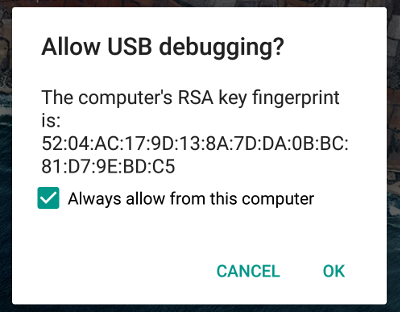 Allow USB debugging?
The computer's RSA key fingerprint
is:
52:04:AC:17:9D:13:8A:7D:DA:0B:BC:
81:D7:9E:BD:C5
Always allow from this computer
CANCEL OK